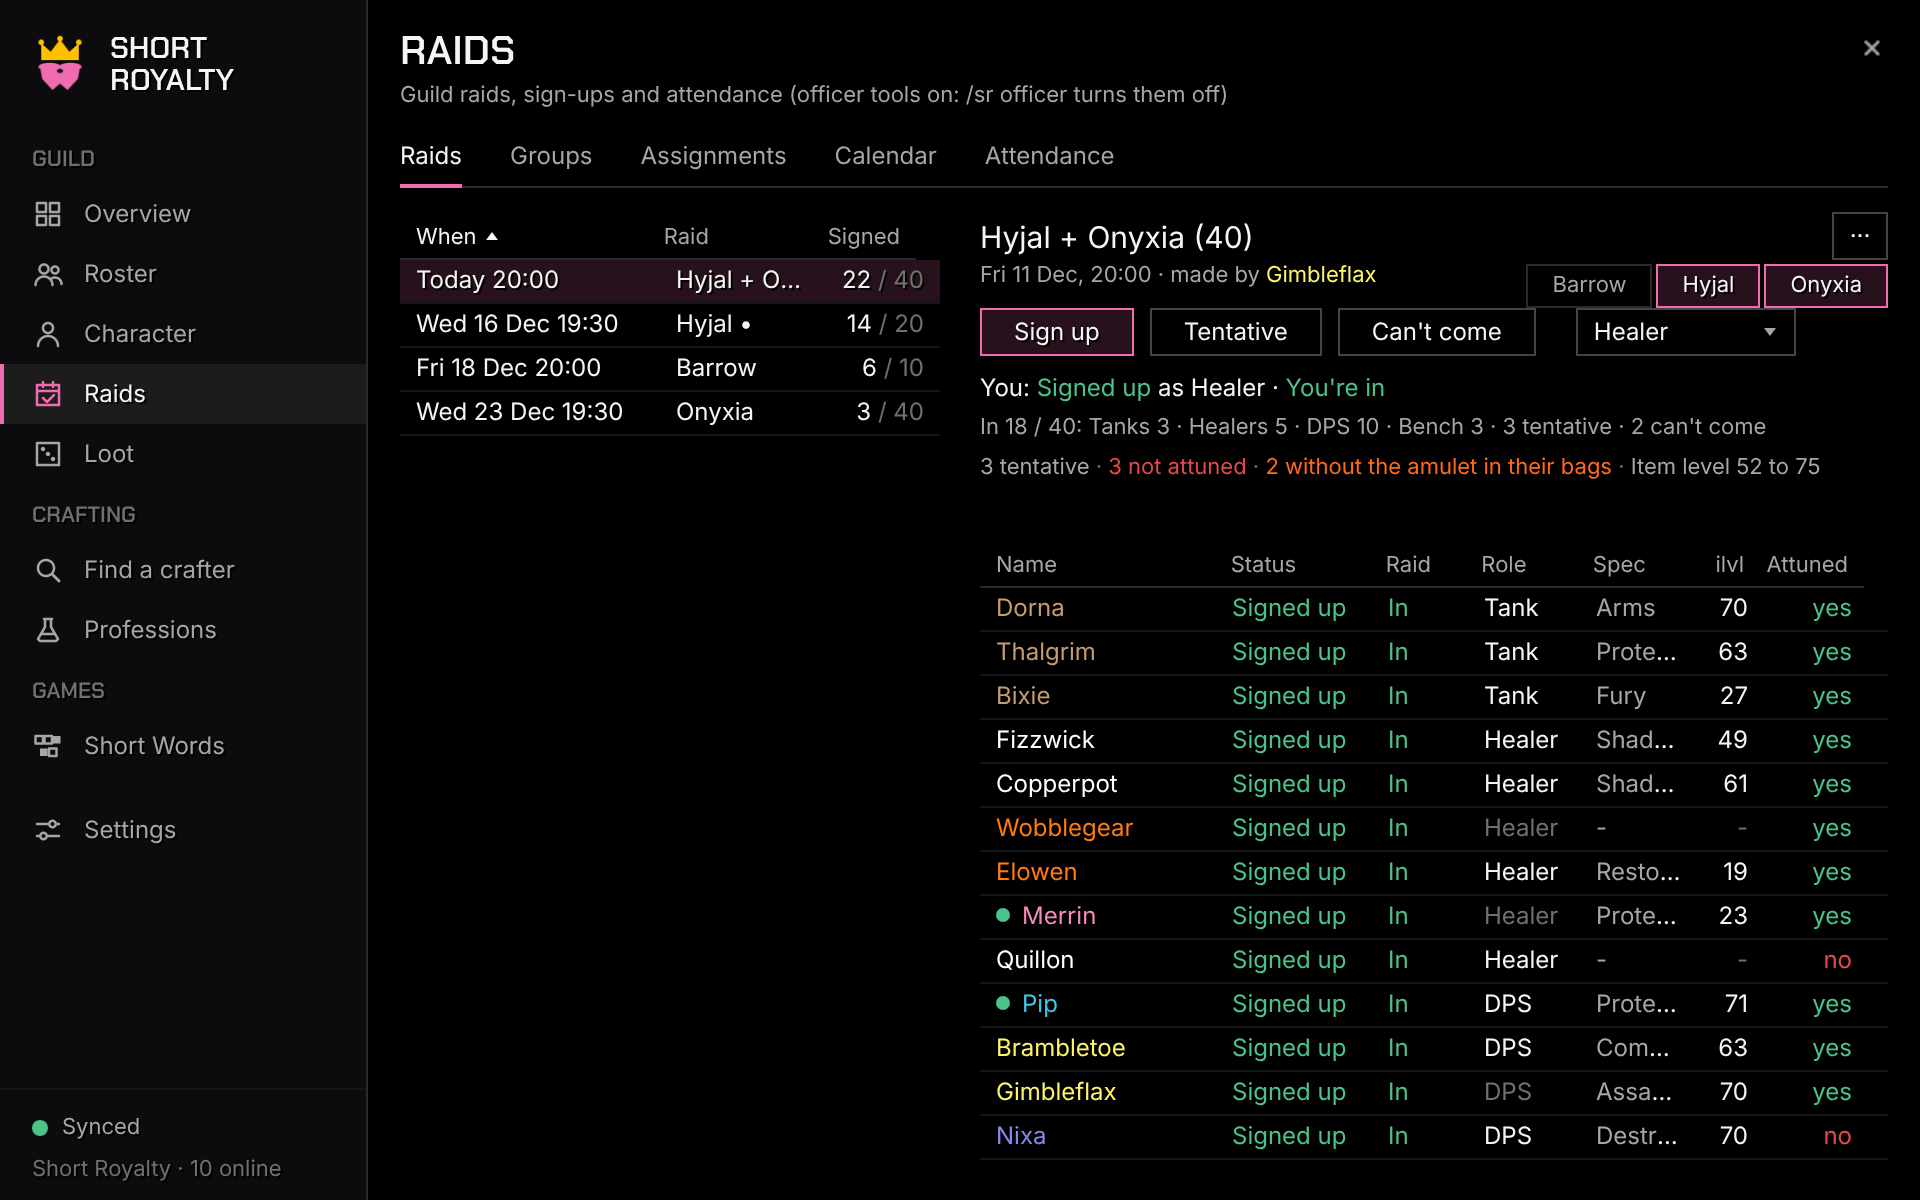 SHORT
ROYALTY
GUILD
Overview
Roster
Character
Raids
Loot
CRAFTING
Find a crafter
Professions
GAMES
Short Words
Settings
Synced
Short Royalty · 10 online
RAIDS
Guild raids, sign-ups and attendance (officer tools on: /sr officer turns them off)
Raids Groups Assignments Calendar Attendance
When Raid Signed
Today 20:00 Hyjal + O... 22 / 40
Wed 16 Dec 19:30 Hyjal • 14 / 20
Fri 18 Dec 20:00 Barrow 6 / 10
Wed 23 Dec 19:30 Onyxia 3 / 40
Hyjal + Onyxia (40)
...
Fri 11 Dec, 20:00 · made by Gimbleflax
Barrow Hyjal Onyxia
Sign up Tentative Can't come Healer
You: Signed up as Healer · You're in
In 18 / 40: Tanks 3 · Healers 5 · DPS 10 · Bench 3 · 3 tentative · 2 can't come
3 tentative · 3 not attuned · 2 without the amulet in their bags · Item level 52 to 75
Name Status Raid Role Spec ilvl Attuned
Dorna Signed up In Tank Arms 70 yes
Thalgrim Signed up In Tank Prote... 63 yes
Bixie Signed up In Tank Fury 27 yes
Fizzwick Signed up In Healer Shad... 49 yes
Copperpot Signed up In Healer Shad... 61 yes
Wobblegear Signed up In Healer - - yes
Elowen Signed up In Healer Resto... 19 yes
Merrin Signed up In Healer Prote... 23 yes
Quillon Signed up In Healer - - no
Pip Signed up In DPS Prote... 71 yes
Brambletoe Signed up In DPS Com... 63 yes
Gimbleflax Signed up In DPS Assa... 70 yes
Nixa Signed up In DPS Destr... 70 no